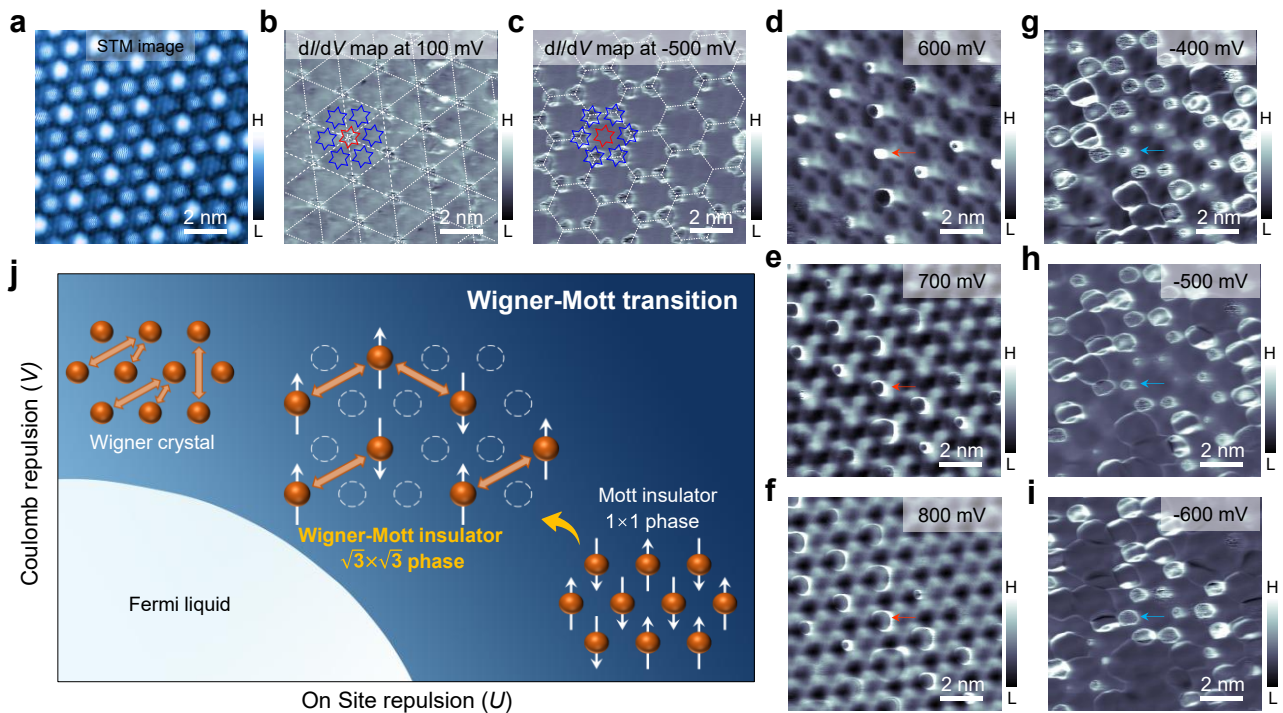 a
STM image
H
L
2 nm
b
dI/dV map at 100 mV
H
L
2 nm
c
dI/dV map at -500 mV
H
L
2 nm
d
600 mV
H
L
2 nm
g
-400 mV
H
L
2 nm
e
700 mV
H
L
2 nm
h
-500 mV
H
L
2 nm
f
800 mV
H
L
2 nm
i
-600 mV
H
L
2 nm
j
Wigner-Mott transition
Wigner crystal
Mott insulator
1×1 phase
Wigner-Mott insulator
√3×√3 phase
Fermi liquid
Coulomb repulsion (V)
On Site repulsion (U)